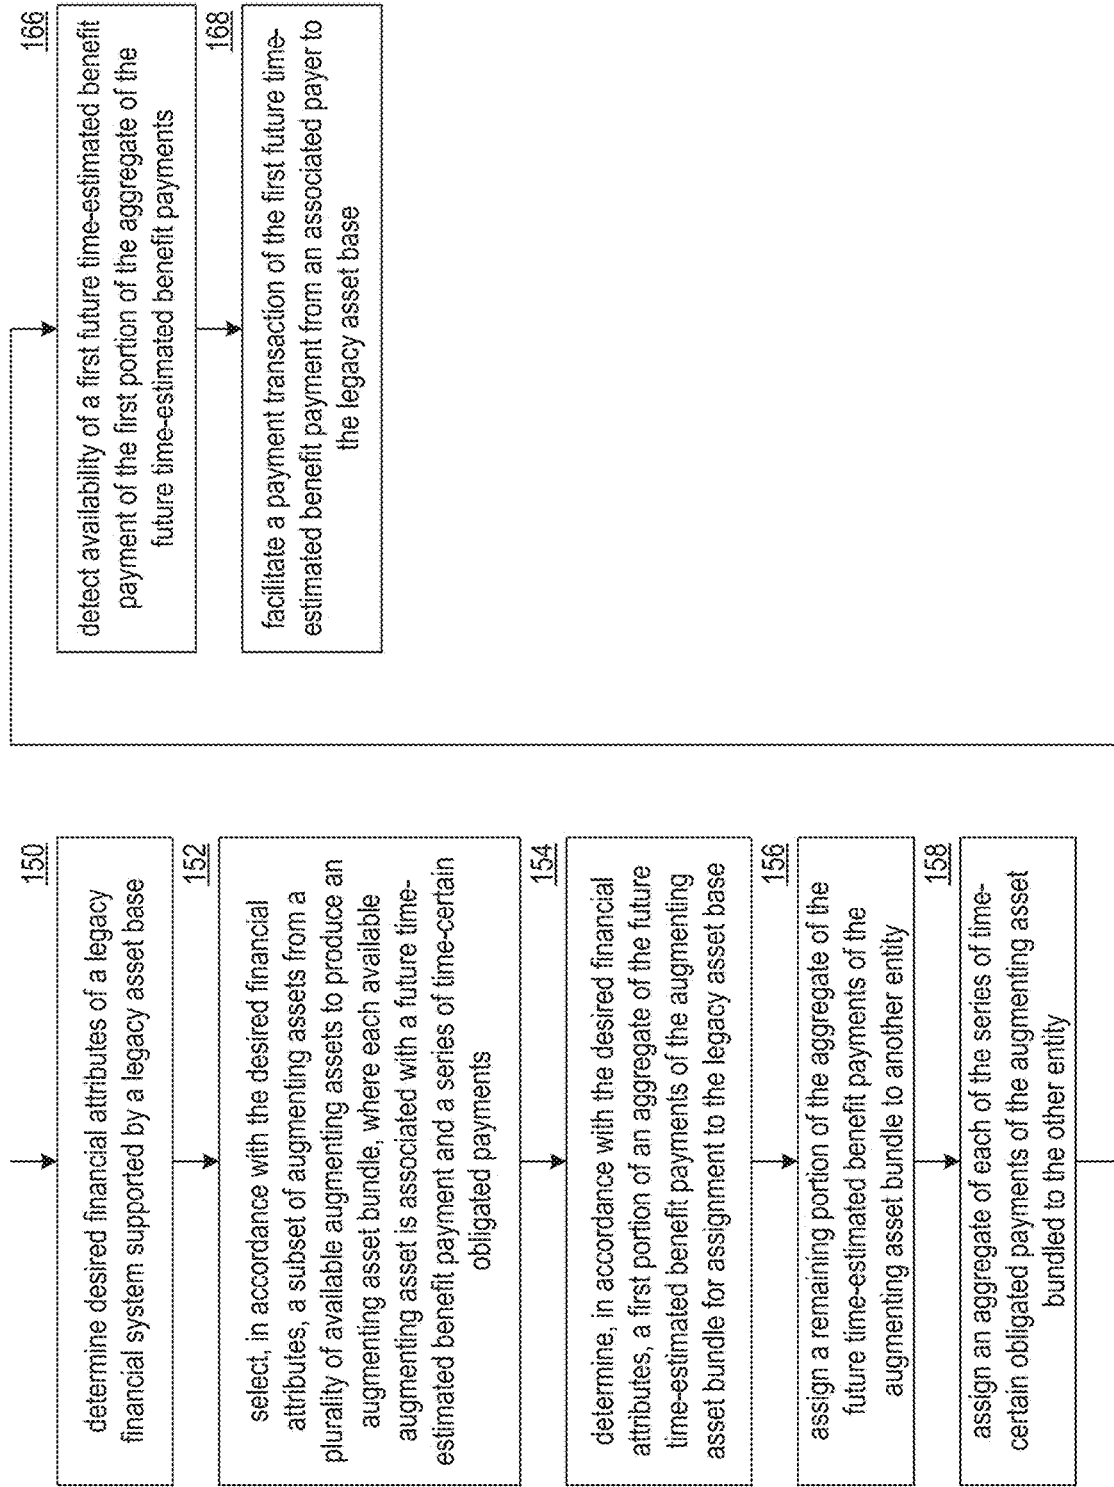 150
determine desired financial attributes of a legacy
financial system supported by a legacy asset base
152
select, in accordance with the desired financial
attributes, a subset of augmenting assets from a
plurality of available augmenting assets to produce an
augmenting asset bundle, where each available
augmenting asset is associated with a future time-
estimated benefit payment and a series of time-certain
obligated payments
154
determine, in accordance with the desired financial
attributes, a first portion of an aggregate of the future
time-estimated benefit payments of the augmenting
asset bundle for assignment to the legacy asset base
156
assign a remaining portion of the aggregate of the
future time-estimated benefit payments of the
augmenting asset bundle to another entity
158
assign an aggregate of each of the series of time-
certain obligated payments of the augmenting asset
bundled to the other entity
166
detect availability of a first future time-estimated benefit
payment of the first portion of the aggregate of the
future time-estimated benefit payments
168
facilitate a payment transaction of the first future time-
estimated benefit payment from an associated payer to
the legacy asset base